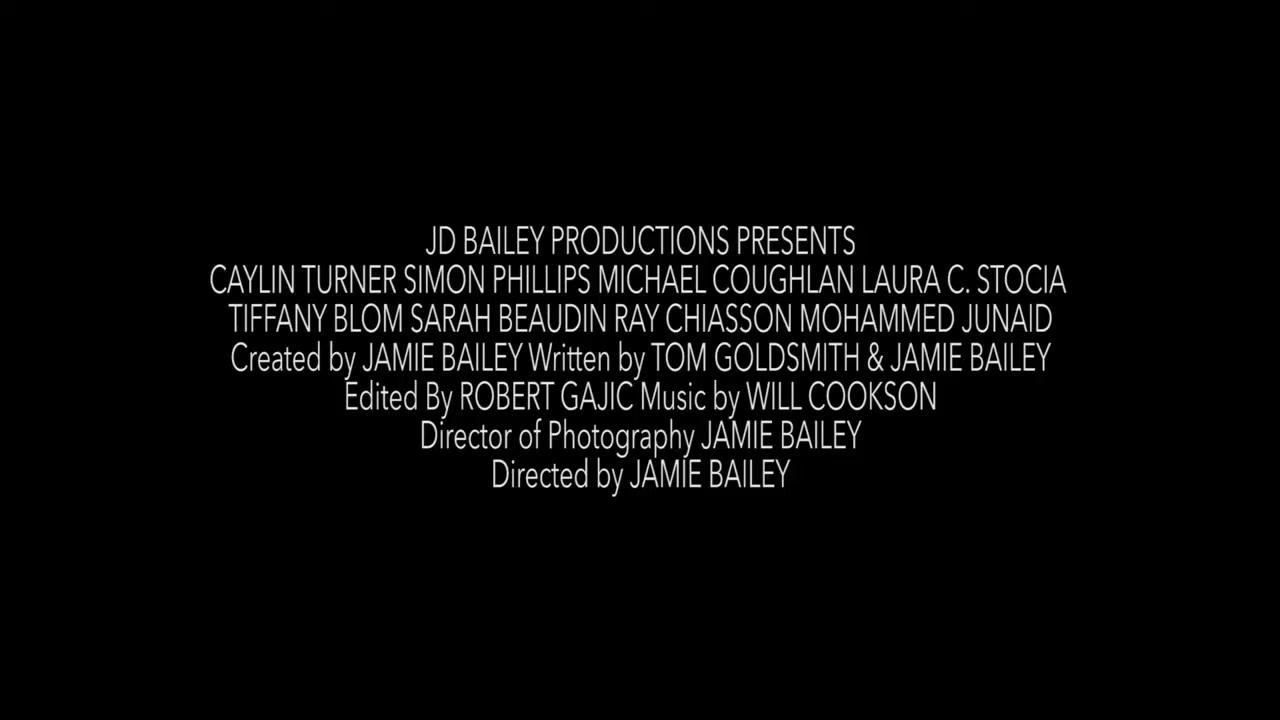 JD BAILEY PRODUCTIONS PRESENTS
CAYLIN TURNER SIMON PHILLIPS MICHAEL COUGHLAN LAURA C. STOCIA
TIFFANY BLOM SARAH BEAUDIN RAY CHIASSON MOHAMMED JUNAID
Created by JAMIE BAILEY Written by TOM GOLDSMITH & JAMIE BAILEY
Edited By ROBERT GAJIC Music by WILL COOKSON
Director of Photography JAMIE BAILEY
Directed by JAMIE BAILEY